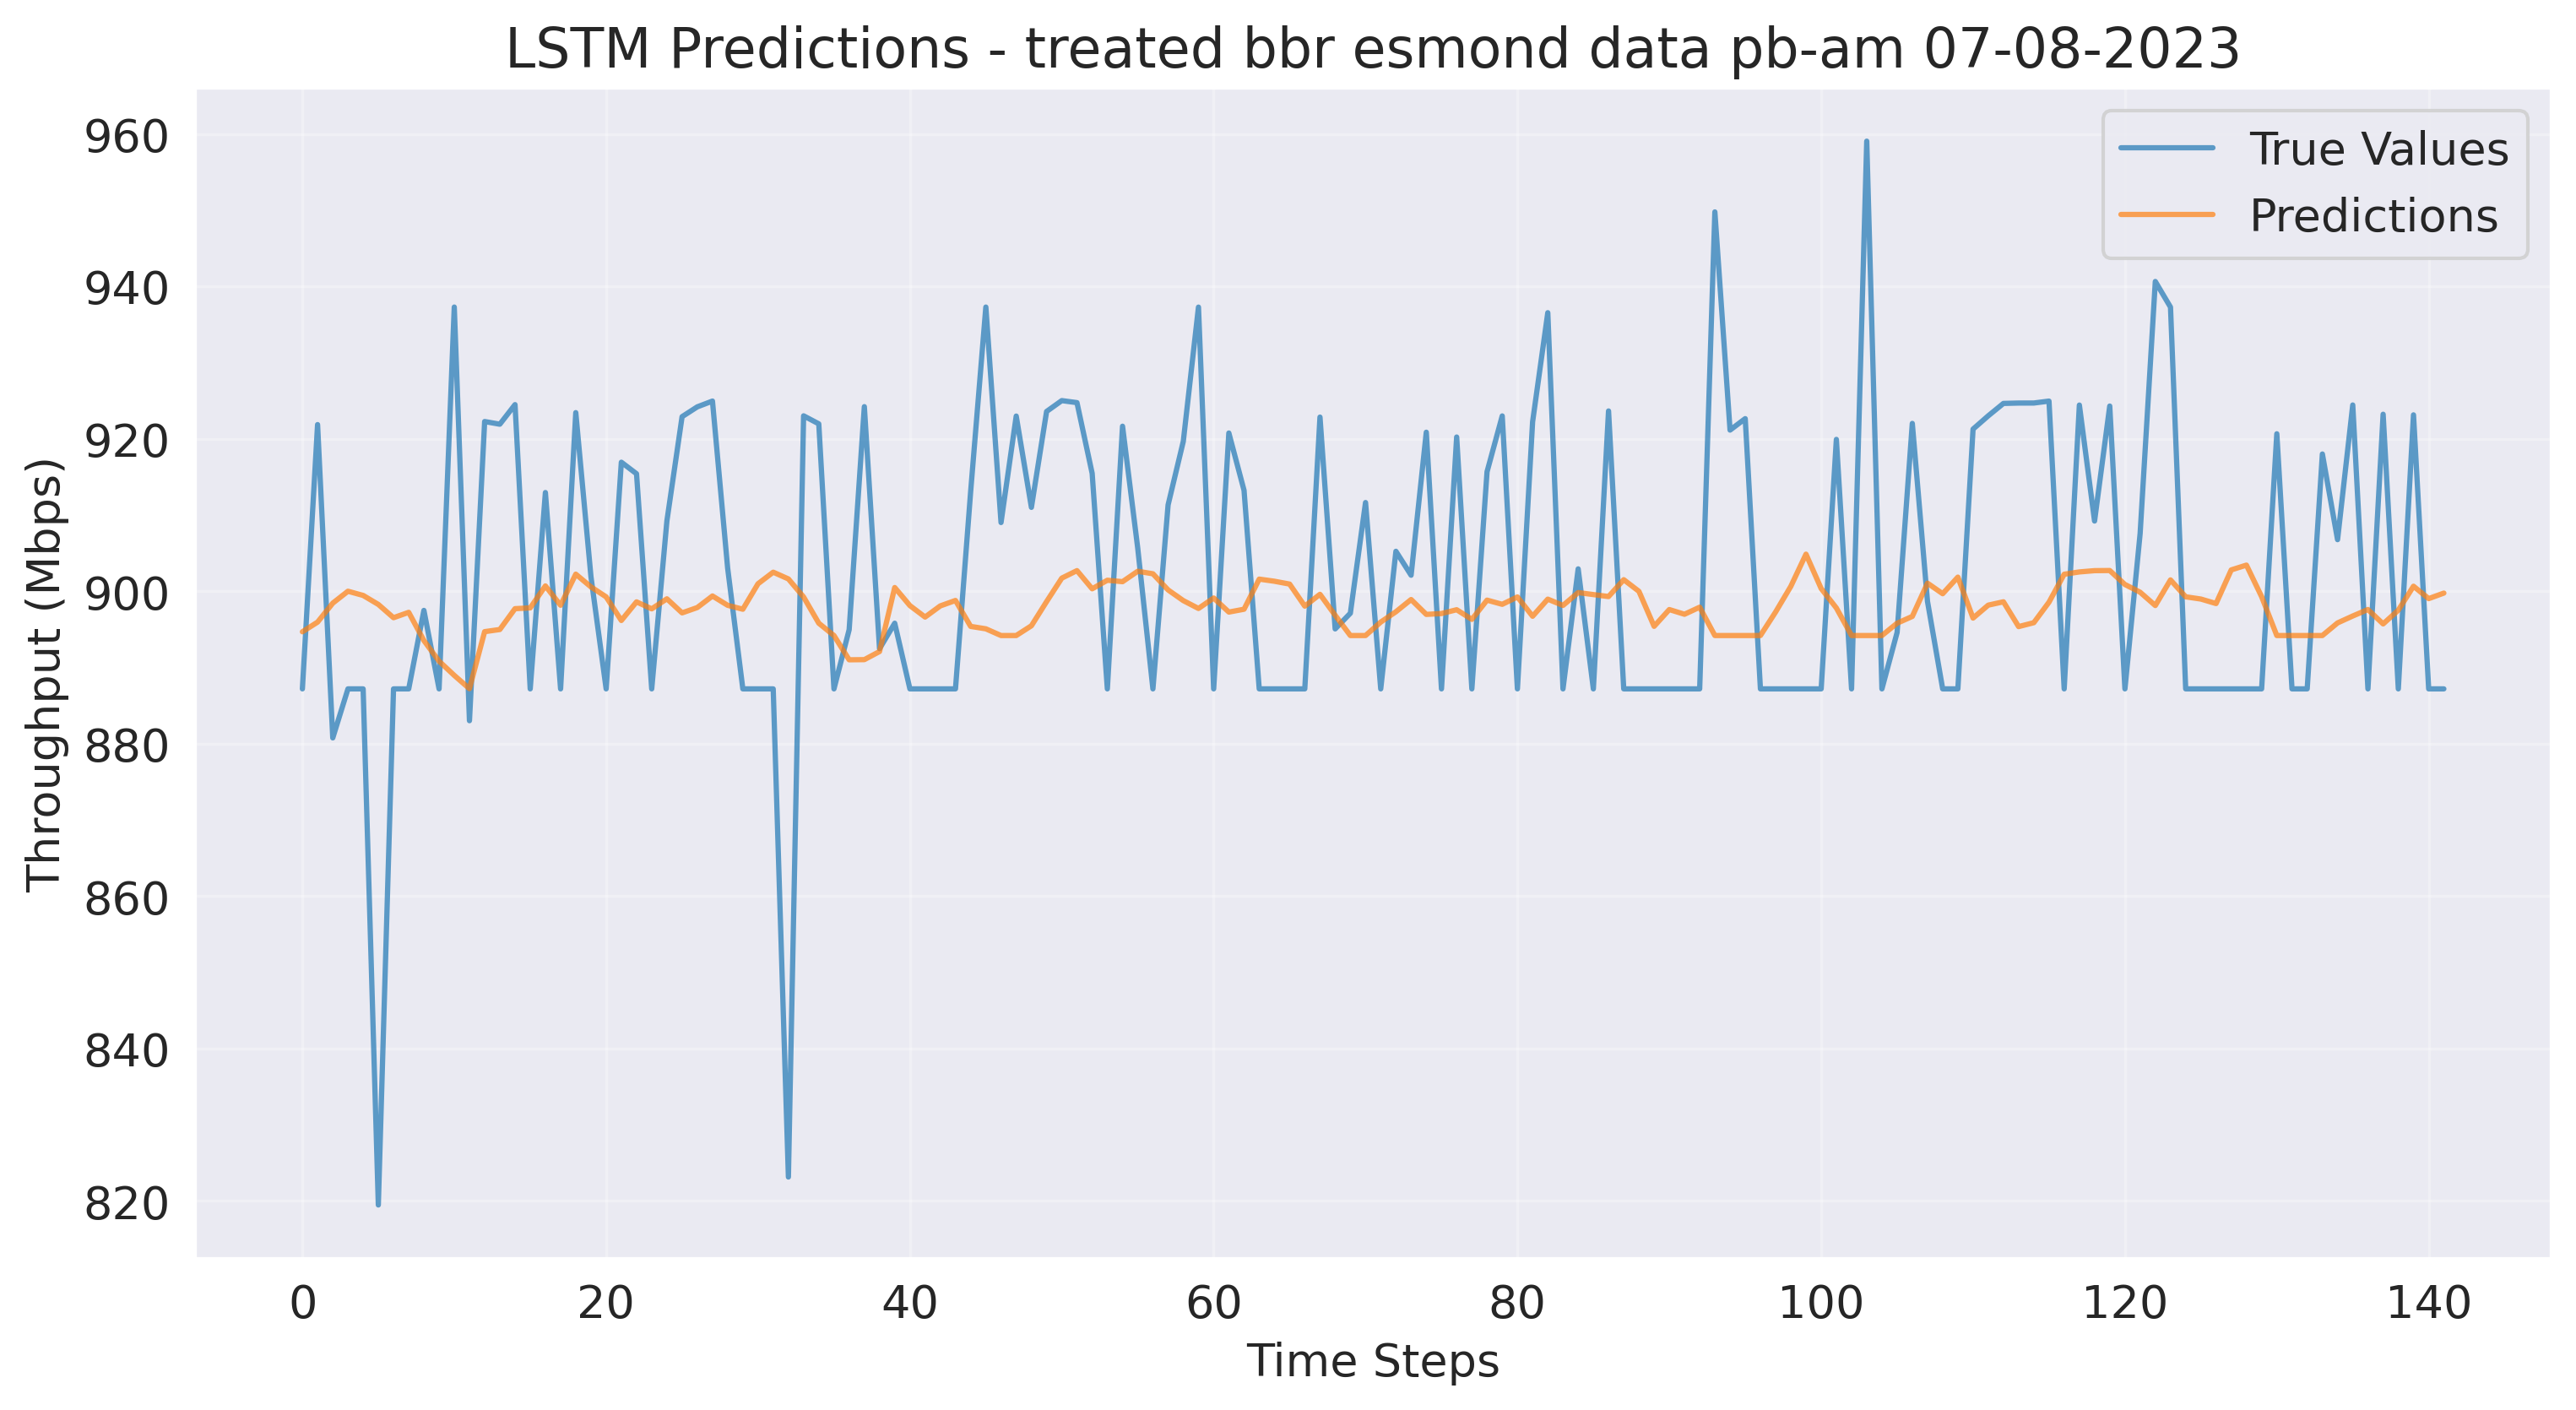 LSTM Predictions - treated bbr esmond data pb-am 07-08-2023
True Values
Predictions
Throughput (Mbps)
960
940
920
900
880
860
840
820
0 20 40 60 80 100 120 140
Time Steps